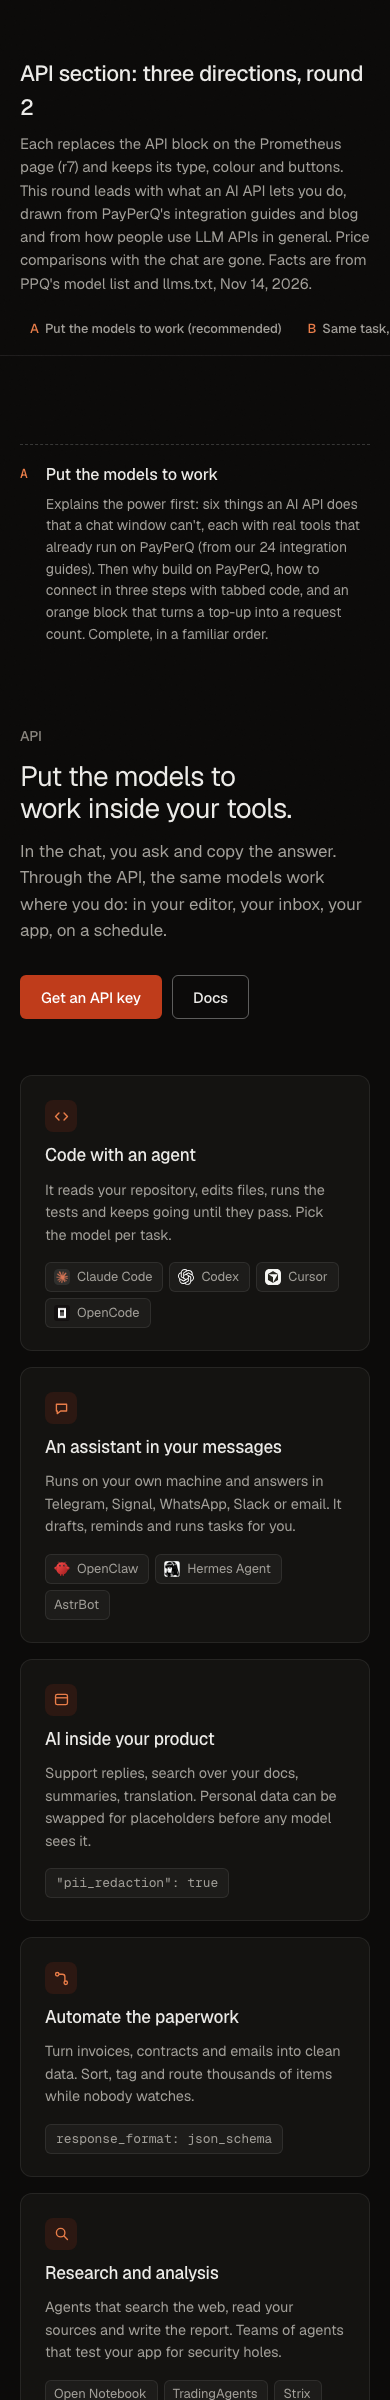 API section: three directions, round
2
Each replaces the API block on the Prometheus
page (r7) and keeps its type, colour and buttons.
This round leads with what an AI API lets you do,
drawn from PayPerQ's integration guides and blog
and from how people use LLM APIs in general. Price
comparisons with the chat are gone. Facts are from
PPQ's model list and llms.txt, Nov 14, 2026.
A Put the models to work (recommended) B Same task,
A Put the models to work
Explains the power first: six things an AI API does
that a chat window can't, each with real tools that
already run on PayPerQ (from our 24 integration
guides). Then why build on PayPerQ, how to
connect in three steps with tabbed code, and an
orange block that turns a top-up into a request
count. Complete, in a familiar order.
API
Put the models to
work inside your tools.
In the chat, you ask and copy the answer.
Through the API, the same models work
where you do: in your editor, your inbox, your
app, on a schedule.
Get an API key Docs
Code with an agent
It reads your repository, edits files, runs the
tests and keeps going until they pass. Pick
the model per task.
Claude Code Codex Cursor
OpenCode
An assistant in your messages
Runs on your own machine and answers in
Telegram, Signal, WhatsApp, Slack or email. It
drafts, reminds and runs tasks for you.
OpenClaw Hermes Agent
AstrBot
AI inside your product
Support replies, search over your docs,
summaries, translation. Personal data can be
swapped for placeholders before any model
sees it.
"pii_redaction": true
Automate the paperwork
Turn invoices, contracts and emails into clean
data. Sort, tag and route thousands of items
while nobody watches.
response_format: json_schema
Research and analysis
Agents that search the web, read your
sources and write the report. Teams of agents
that test your app for security holes.
Open Notebook TradingAgents Strix